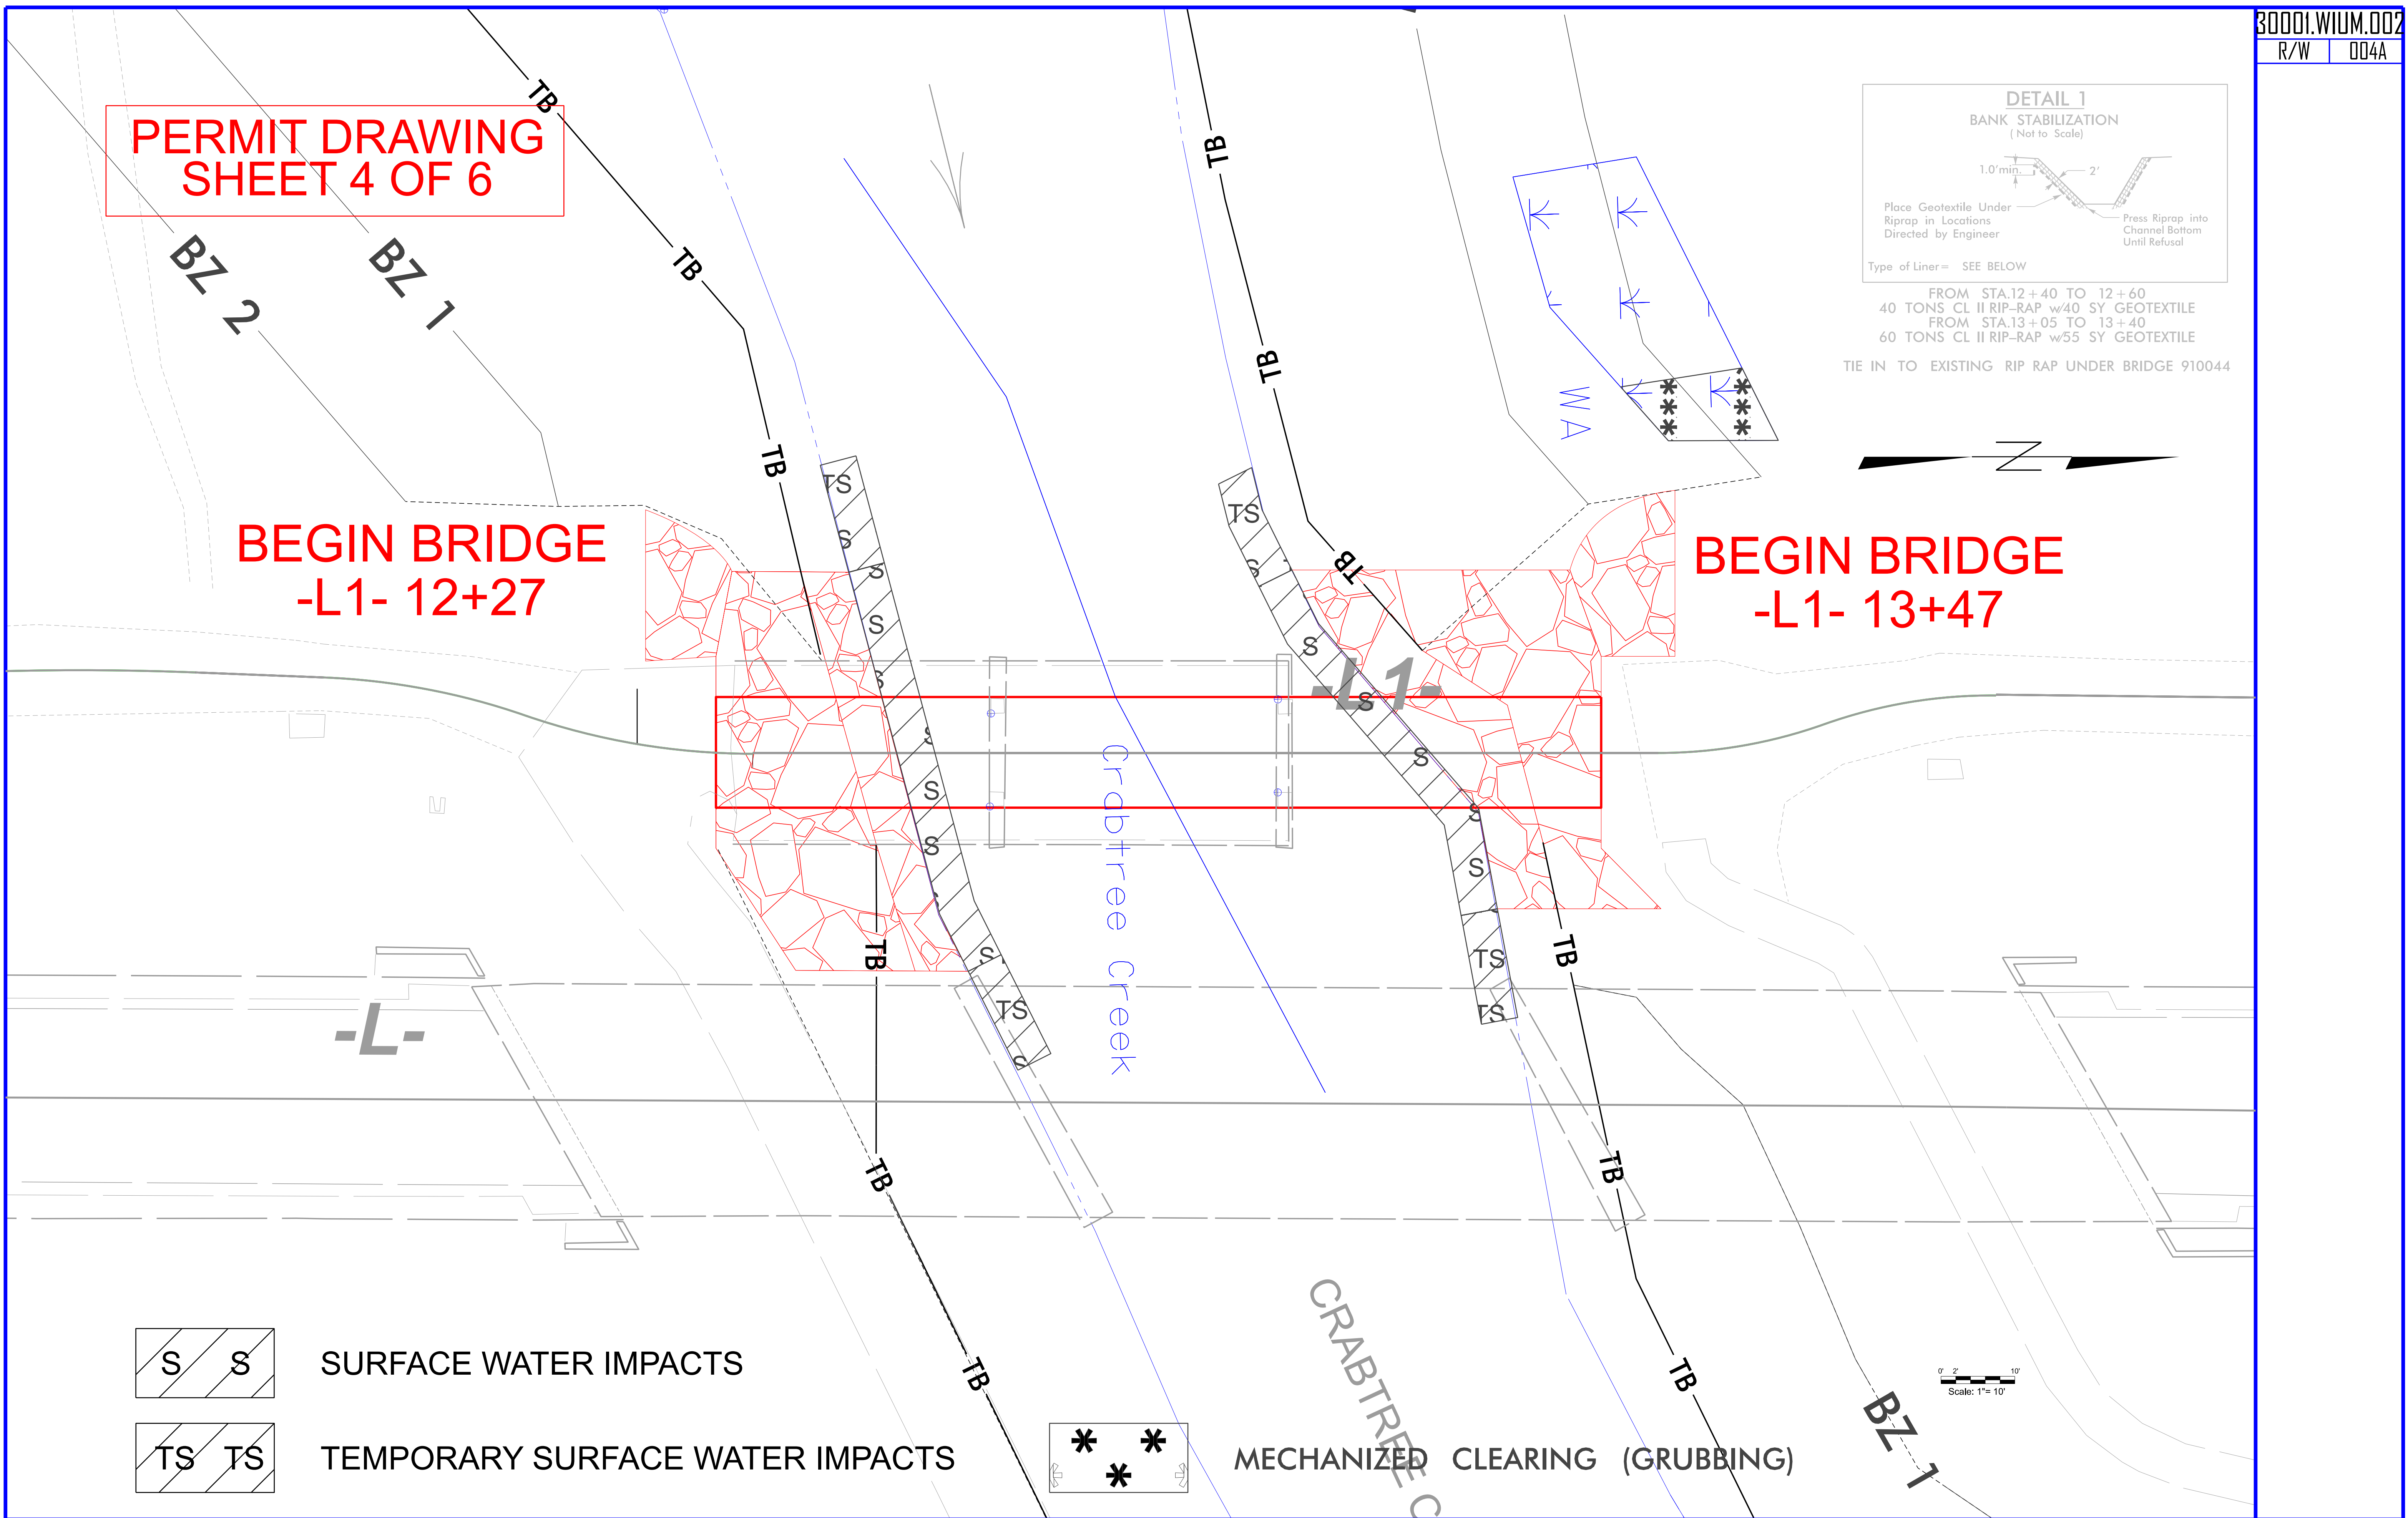 30001.WIUM.002
R/W 004A
PERMIT DRAWING
SHEET 4 OF 6
DETAIL 1
BANK STABILIZATION
( Not to Scale)
1.0'min.
2'
Place Geotextile Under
Riprap in Locations
Directed by Engineer
Press Riprap into
Channel Bottom
Until Refusal
Type of Liner= SEE BELOW
FROM STA.12+40 TO 12+60
40 TONS CL II RIP-RAP w/40 SY GEOTEXTILE
FROM STA.13+05 TO 13+40
60 TONS CL II RIP-RAP w/55 SY GEOTEXTILE
TIE IN TO EXISTING RIP RAP UNDER BRIDGE 910044
TB
TB
TB
TB
TB
TB
BZ 2
BZ 1
WA
Z
BEGIN BRIDGE
-L1- 12+27
BEGIN BRIDGE
-L1- 13+47
TS
S
S
S
S
S
S
S
S
TS
S
TS
S
S
S
S
S
S
TS
TS
-L1-
Crabtree Creek
-L-
TB
TB
TB
TB
TB
TB
BZ 1
CRABTREE C
0' 2' 10'
Scale: 1"= 10'
S S SURFACE WATER IMPACTS
TS TS TEMPORARY SURFACE WATER IMPACTS
MECHANIZED CLEARING (GRUBBING)